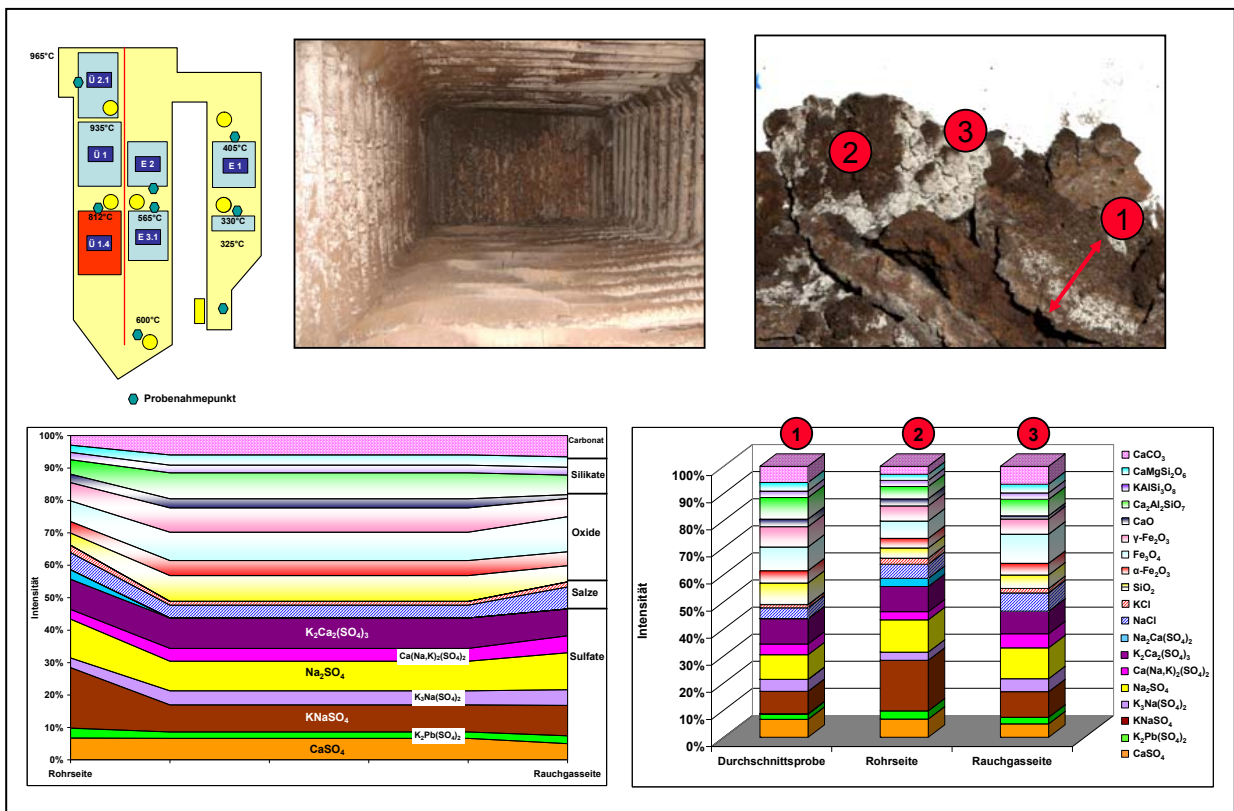 965°C
Ü 2.1
935°C
Ü 1
E 2
405°C
E 1
812°C
565°C
330°C
Ü 1.4
E 3.1
325°C
600°C
Probenahmepunkt
2
3
1
100%
90%
80%
70%
60%
50%
40%
30%
20%
10%
0%
Intensität
Carbonat
Silikate
Oxide
Salze
Sulfate
K₂Ca₂(SO₄)₃
Ca(Na,K)₂(SO₄)₂
Na₂SO₄
K₃Na(SO₄)₂
KNaSO₄
K₂Pb(SO₄)₂
CaSO₄
Rohrseite
Rauchgasseite
1
2
3
100%
90%
80%
70%
60%
50%
40%
30%
20%
10%
0%
Intensität
Durchschnittsprobe
Rohrseite
Rauchgasseite
CaCO₃
CaMgSi₂O₆
KAlSi₃O₈
Ca₂Al₂SiO₇
CaO
γ-Fe₂O₃
Fe₃O₄
α-Fe₂O₃
SiO₂
KCl
NaCl
Na₂Ca(SO₄)₂
K₂Ca₂(SO₄)₃
Ca(Na,K)₂(SO₄)₂
Na₂SO₄
K₃Na(SO₄)₂
KNaSO₄
K₂Pb(SO₄)₂
CaSO₄